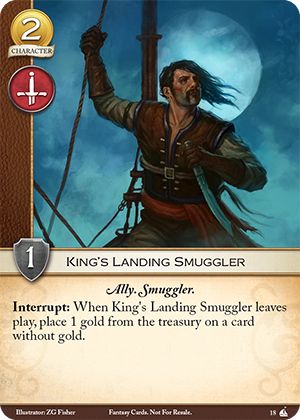 2
CHARACTER
1
KING'S LANDING SMUGGLER
Ally. Smuggler.
Interrupt: When King's Landing Smuggler leaves
play, place 1 gold from the treasury on a card
without gold.
Illustrator: ZG Fisher Fantasy Cards. Not For Resale. 18